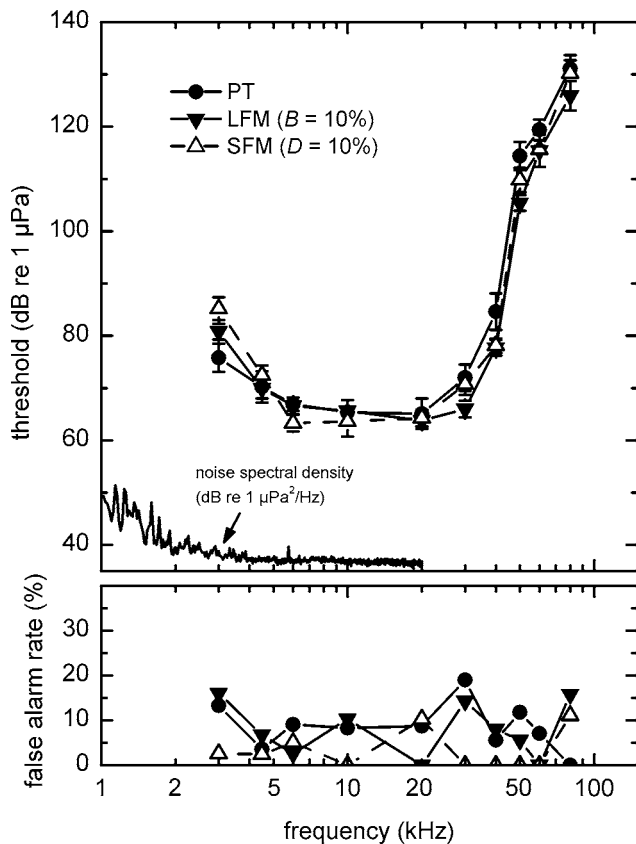 140
120
100
80
60
40
threshold (dB re 1 µPa)
PT
LFM (B = 10%)
SFM (D = 10%)
noise spectral density
(dB re 1 µPa²/Hz)
30
20
10
0
false alarm rate (%)
1 2 5 10 20 50 100
frequency (kHz)